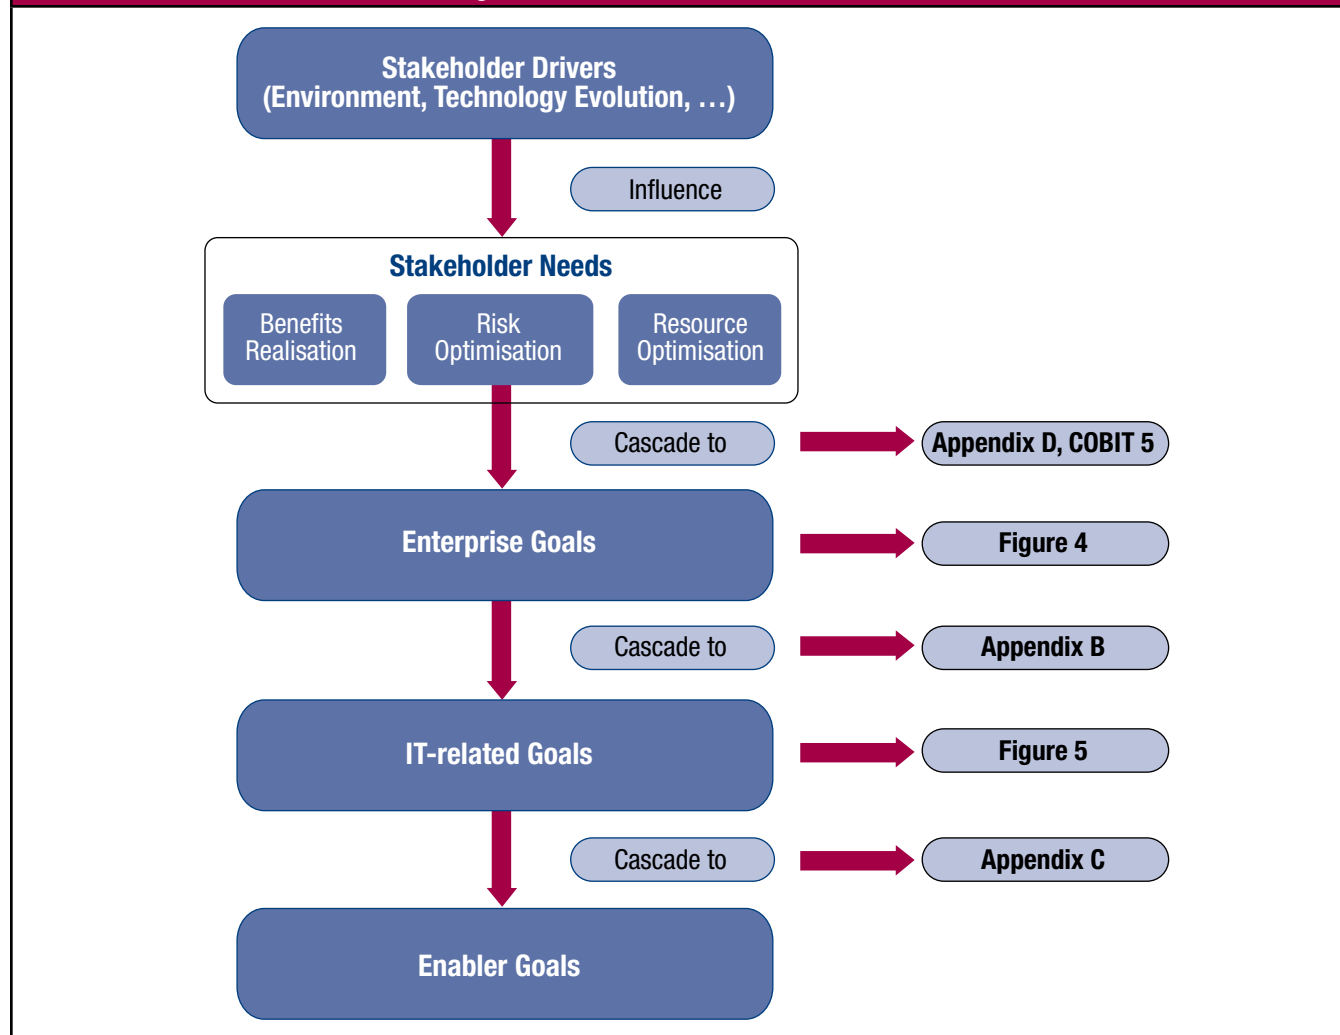 Stakeholder Drivers
(Environment, Technology Evolution, …)
Influence
Stakeholder Needs
Benefits
Realisation
Risk
Optimisation
Resource
Optimisation
Cascade to
Appendix D, COBIT 5
Enterprise Goals
Figure 4
Cascade to
Appendix B
IT-related Goals
Figure 5
Cascade to
Appendix C
Enabler Goals